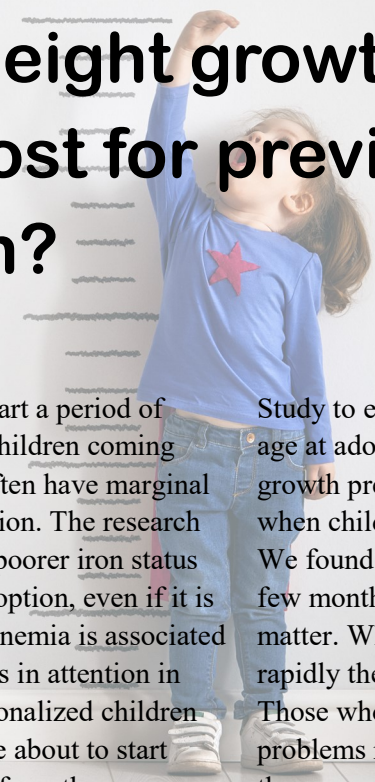 eight growt
ost for previ
n?
art a period of
hildren coming
ften have marginal
ion. The research
poorer iron status
option, even if it is
nemia is associated
s in attention in
onalized children
e about to start
Study to e
age at ado
growth pro
when chil
We found
few month
matter. W
rapidly the
Those who
problems i